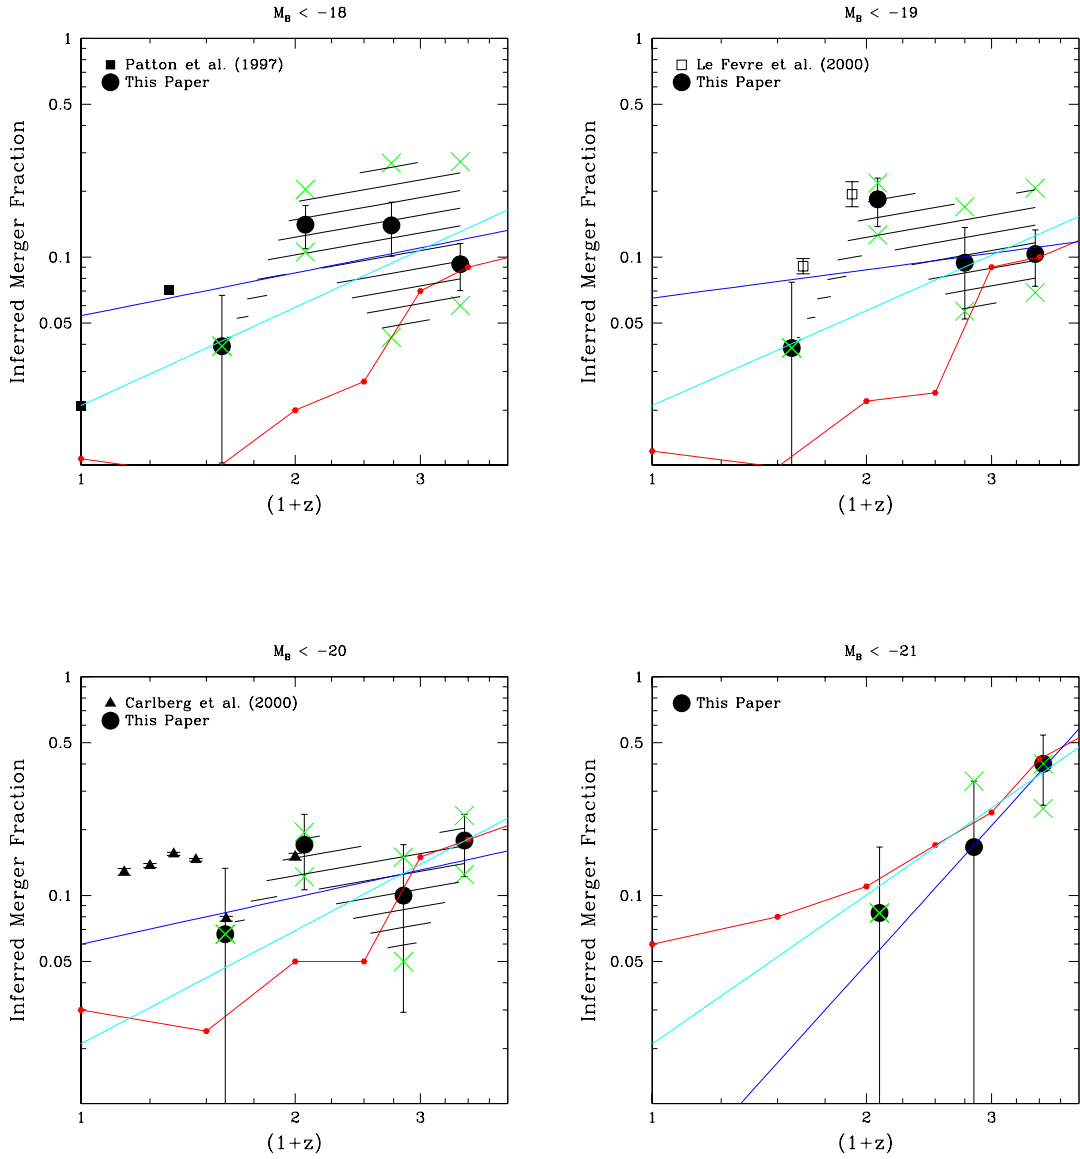 M_B < -18
1
Patton et al. (1997)
This Paper
0.5
0.1
0.05
Inferred Merger Fraction
1 2 3
(1+z)
M_B < -19
1
Le Fevre et al. (2000)
This Paper
0.5
0.1
0.05
Inferred Merger Fraction
1 2 3
(1+z)
M_B < -20
1
Carlberg et al. (2000)
This Paper
0.5
0.1
0.05
Inferred Merger Fraction
1 2 3
(1+z)
M_B < -21
1
This Paper
0.5
0.1
0.05
Inferred Merger Fraction
1 2 3
(1+z)